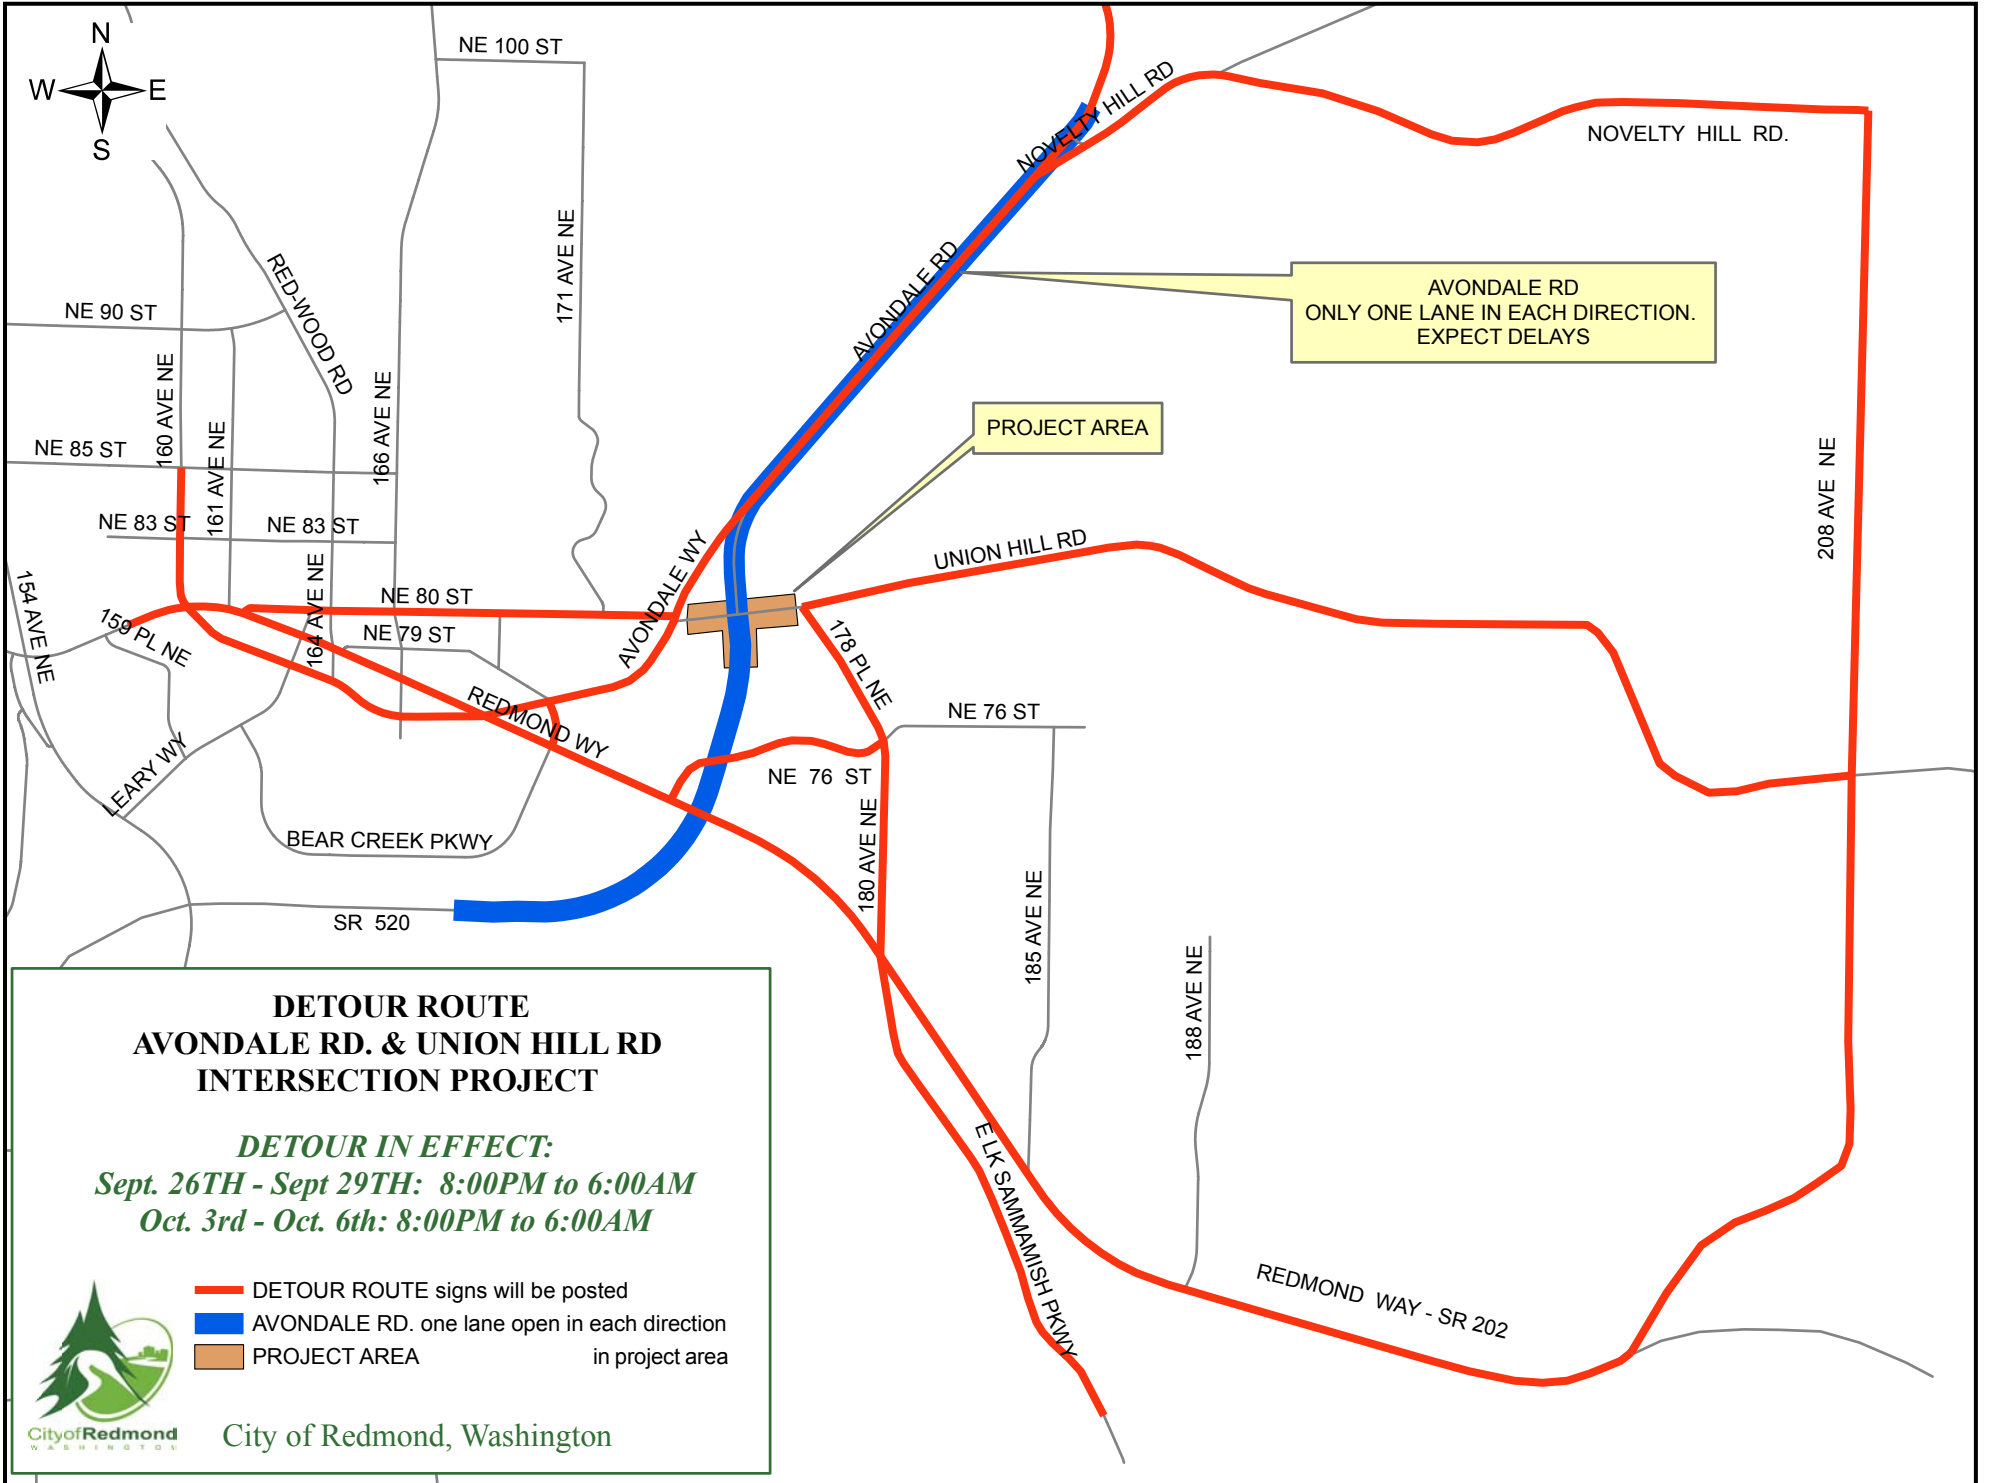 N
W
E
S
NE 100 ST
NOVELTY HILL RD
NOVELTY  HILL  RD.
171 AVE NE
RED-WOOD RD
AVONDALE RD
AVONDALE RD
ONLY ONE LANE IN EACH DIRECTION.
EXPECT DELAYS
NE 90 ST
160 AVE NE
161 AVE NE
166 AVE NE
PROJECT AREA
NE 85 ST
208 AVE  NE
NE 83 ST
NE 83 ST
AVONDALE WY
UNION HILL RD
154 AVE NE
159 PL NE
164 AVE NE
NE 80 ST
NE 79 ST
178 PL NE
REDMOND WY
NE 76 ST
NE  76  ST
LEARY WY
BEAR CREEK PKWY
180 AVE NE
185 AVE NE
188 AVE NE
SR  520
E LK SAMMAMISH PKWY
REDMOND  WAY - SR 202
DETOUR ROUTE
AVONDALE RD. & UNION HILL RD
INTERSECTION PROJECT
DETOUR IN EFFECT:
Sept. 26TH - Sept 29TH:  8:00PM to 6:00AM
Oct. 3rd - Oct. 6th: 8:00PM to 6:00AM
DETOUR ROUTE signs will be posted
AVONDALE RD. one lane open in each direction
PROJECT AREA in project area
CityofRedmond
WASHINGTON
City of Redmond, Washington